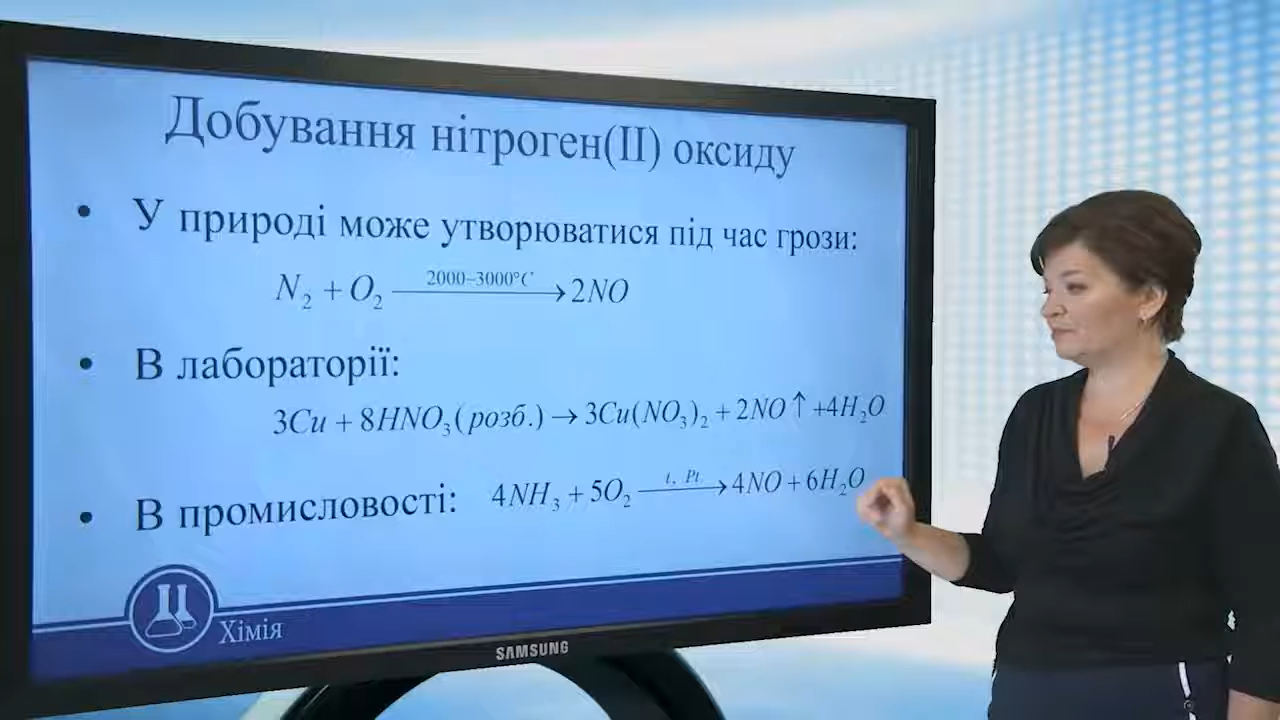 Добування нітроген(ІІ) оксиду
• У природі може утворюватися під час грози:
N₂ + O₂ —2000–3000°C→ 2NO
• В лабораторії:
3Cu + 8HNO₃(розб.) → 3Cu(NO₃)₂ + 2NO↑ +4H₂O
• В промисловості: 4NH₃ + 5O₂ —t, Pt→ 4NO + 6H₂O
Хімія
SAMSUNG